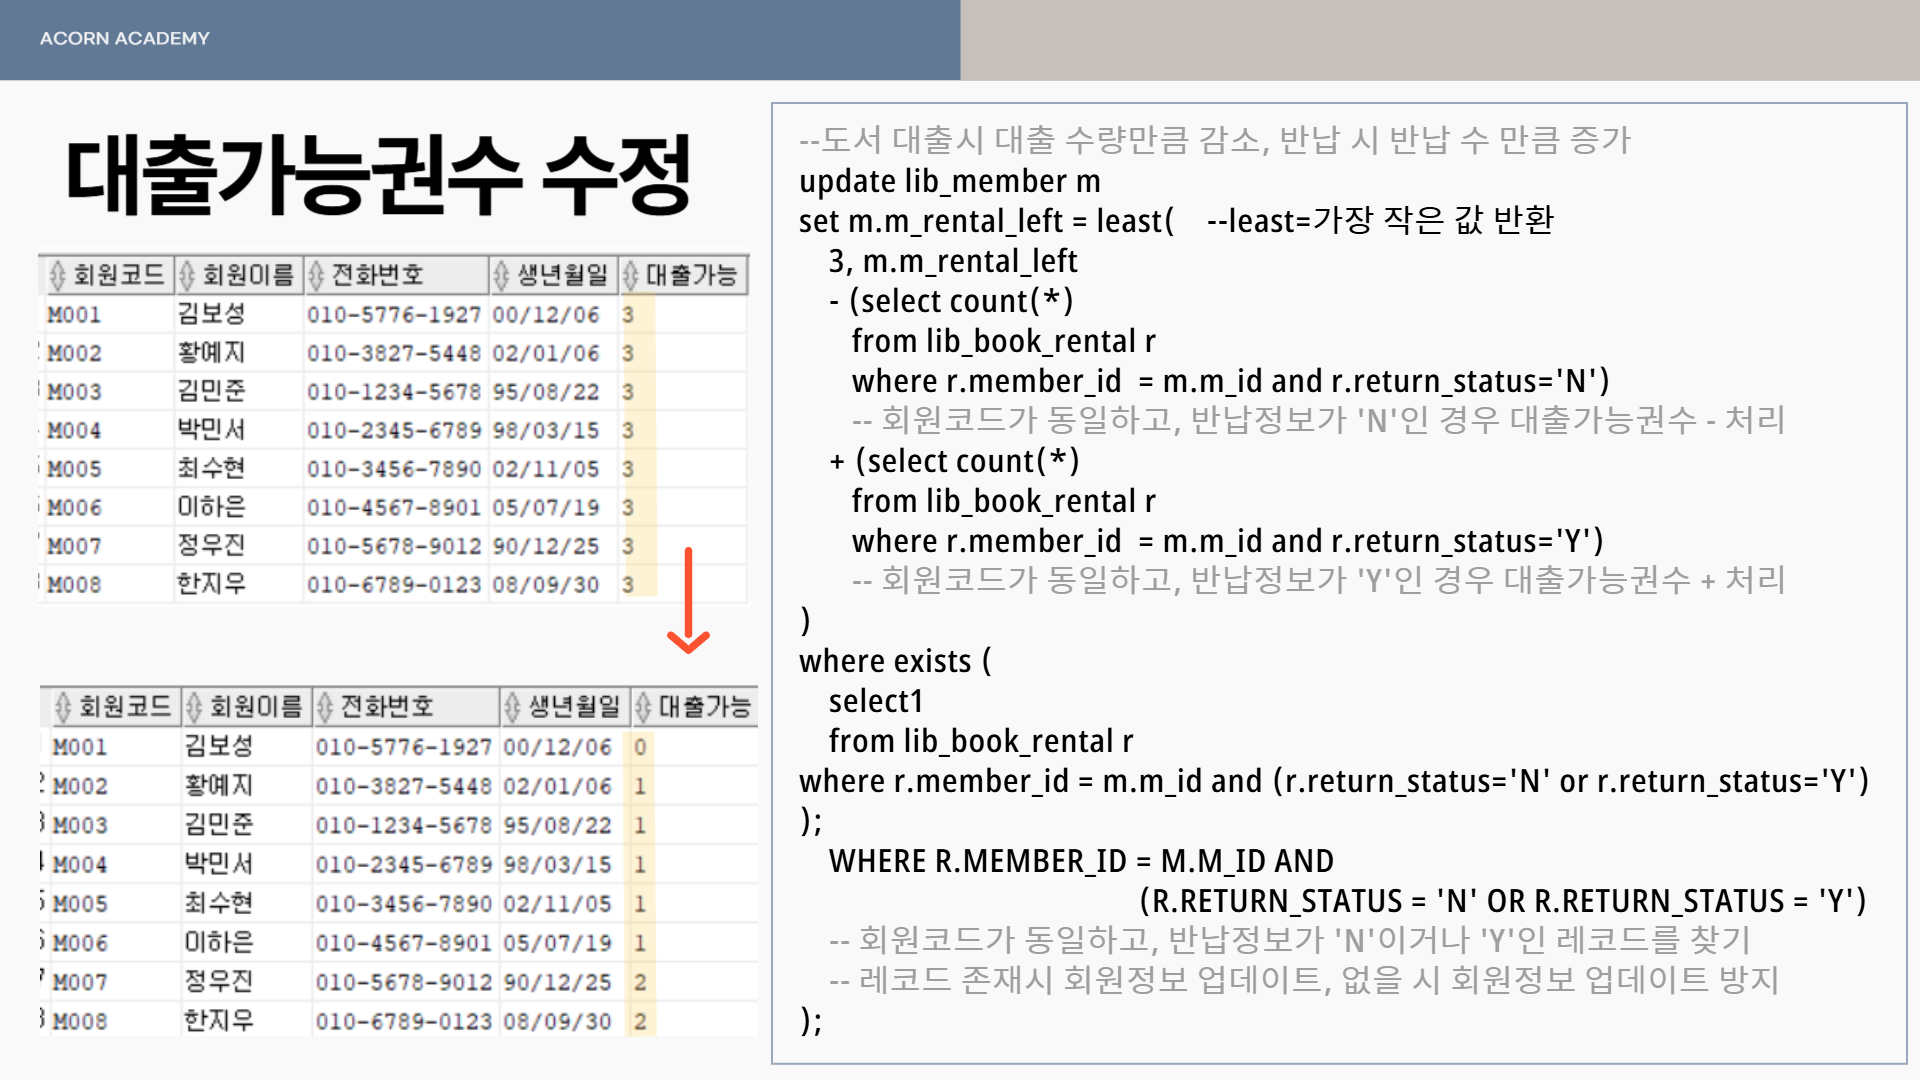 ACORN ACADEMY
대출가능권수 수정
회원코드 회원이름 전화번호 생년월일 대출가능
M001 김보성 010-5776-1927 00/12/06 3
M002 황예지 010-3827-5448 02/01/06 3
M003 김민준 010-1234-5678 95/08/22 3
M004 박민서 010-2345-6789 98/03/15 3
M005 최수현 010-3456-7890 02/11/05 3
M006 이하은 010-4567-8901 05/07/19 3
M007 정우진 010-5678-9012 90/12/25 3
M008 한지우 010-6789-0123 08/09/30 3
회원코드 회원이름 전화번호 생년월일 대출가능
M001 김보성 010-5776-1927 00/12/06 0
M002 황예지 010-3827-5448 02/01/06 1
M003 김민준 010-1234-5678 95/08/22 1
M004 박민서 010-2345-6789 98/03/15 1
M005 최수현 010-3456-7890 02/11/05 1
M006 이하은 010-4567-8901 05/07/19 1
M007 정우진 010-5678-9012 90/12/25 2
M008 한지우 010-6789-0123 08/09/30 2
--도서 대출시 대출 수량만큼 감소, 반납 시 반납 수 만큼 증가
update lib_member m
set m.m_rental_left = least( --least=가장 작은 값 반환
3, m.m_rental_left
- (select count(*)
from lib_book_rental r
where r.member_id = m.m_id and r.return_status='N')
-- 회원코드가 동일하고, 반납정보가 'N'인 경우 대출가능권수 - 처리
+ (select count(*)
from lib_book_rental r
where r.member_id = m.m_id and r.return_status='Y')
-- 회원코드가 동일하고, 반납정보가 'Y'인 경우 대출가능권수 + 처리
)
where exists (
select1
from lib_book_rental r
where r.member_id = m.m_id and (r.return_status='N' or r.return_status='Y')
);
WHERE R.MEMBER_ID = M.M_ID AND
(R.RETURN_STATUS = 'N' OR R.RETURN_STATUS = 'Y')
-- 회원코드가 동일하고, 반납정보가 'N'이거나 'Y'인 레코드를 찾기
-- 레코드 존재시 회원정보 업데이트, 없을 시 회원정보 업데이트 방지
);